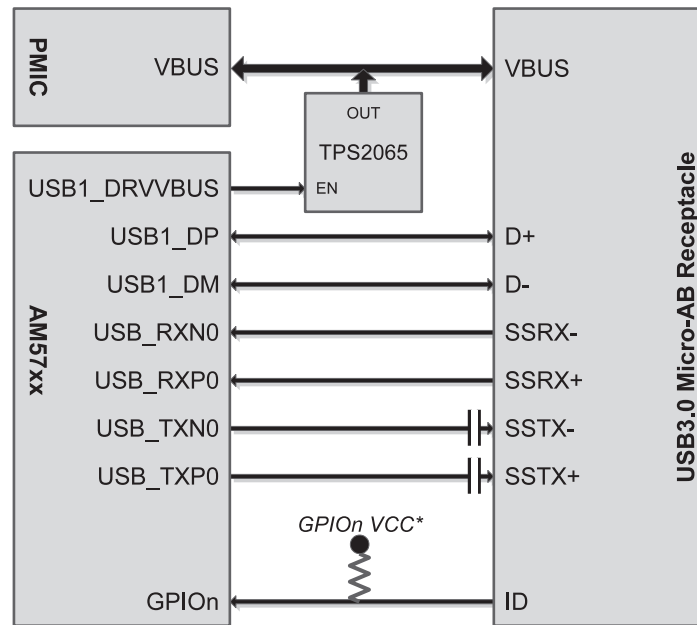 PMIC
VBUS
VBUS
OUT
TPS2065
EN
AM57xx
USB1_DRVVBUS
USB1_DP
D+
USB1_DM
D-
USB_RXN0
SSRX-
USB_RXP0
SSRX+
USB_TXN0
SSTX-
USB_TXP0
SSTX+
GPIOn VCC*
GPIOn
ID
USB3.0 Micro-AB Receptacle